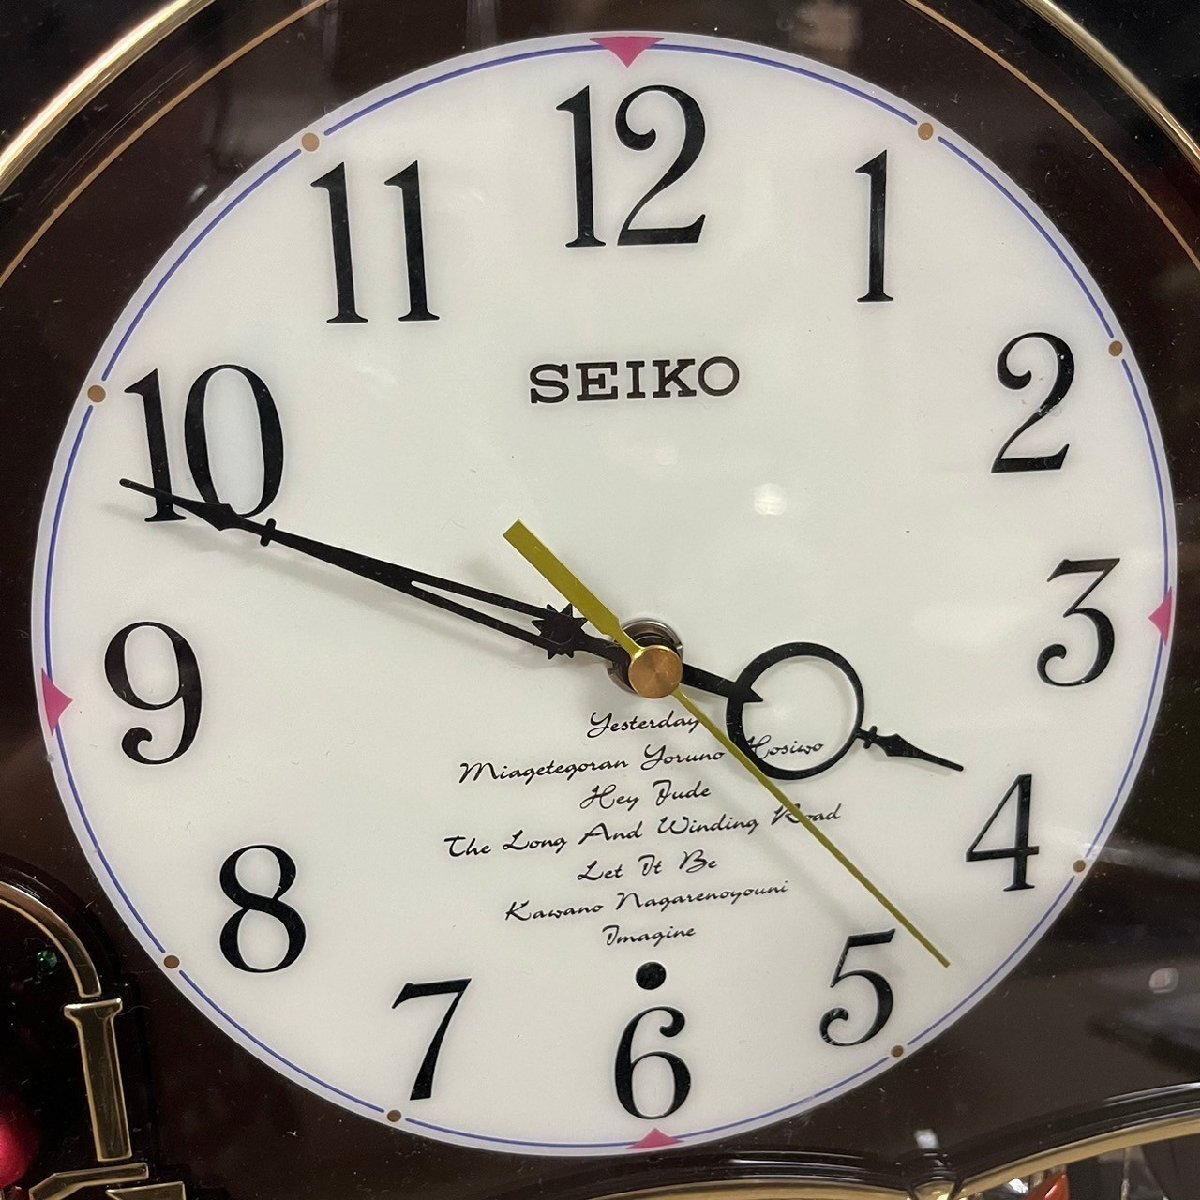 12
11
1
10
SEIKO
2
3
9
Yesterday
Miagetegoran Yoruno Hosiwo
Hey Jude
4
The Long And Winding Road
Let It Be
8
Kawano Nagarenoyouni
Imagine
5
7
6